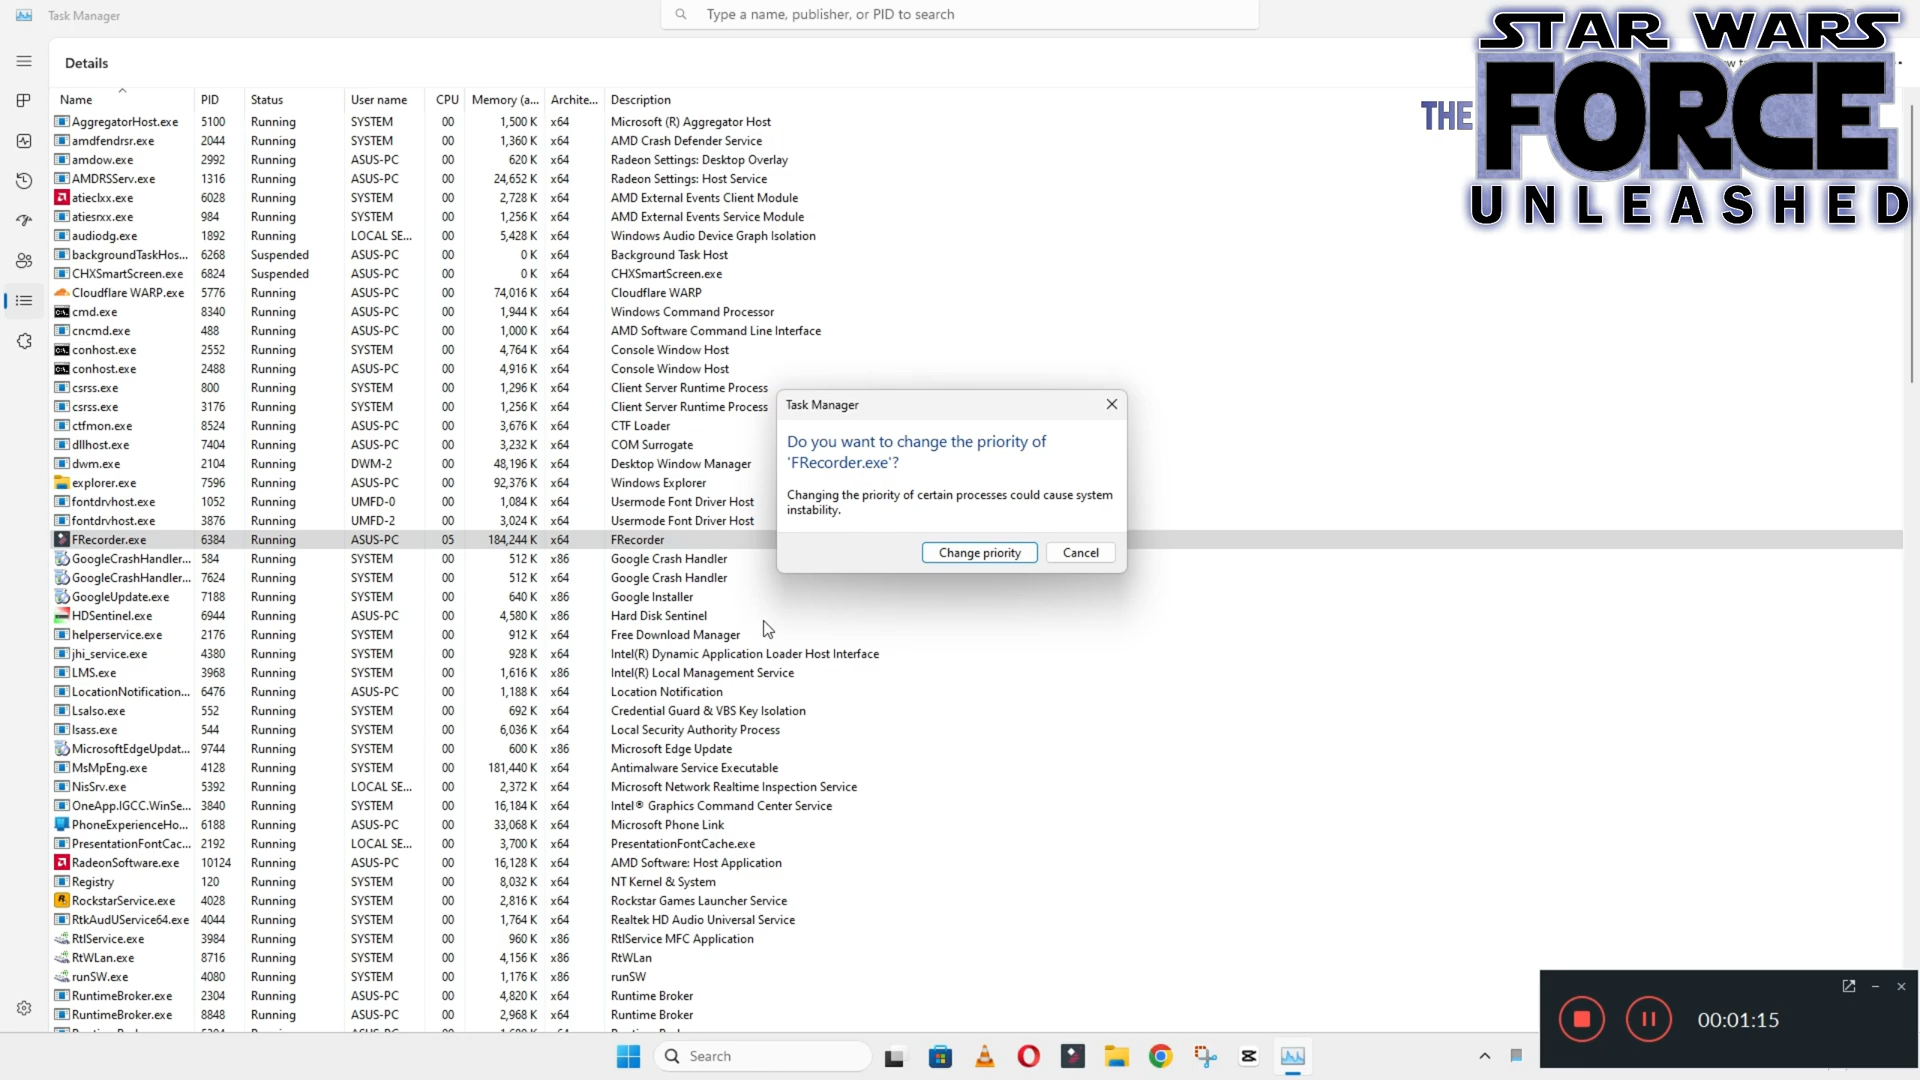 Task Manager
Type a name, publisher, or PID to search
STAR WARS
THE FORCE
UNLEASHED
Details
Name PID Status User name CPU Memory (a... Archite... Description
AggregatorHost.exe 5100 Running SYSTEM 00 1,500 K x64 Microsoft (R) Aggregator Host
amdfendrsr.exe 2044 Running SYSTEM 00 1,360 K x64 AMD Crash Defender Service
amdow.exe 2992 Running ASUS-PC 00 620 K x64 Radeon Settings: Desktop Overlay
AMDRSServ.exe 1316 Running ASUS-PC 00 24,652 K x64 Radeon Settings: Host Service
atieclxx.exe 6028 Running SYSTEM 00 2,728 K x64 AMD External Events Client Module
atiesrxx.exe 984 Running SYSTEM 00 1,256 K x64 AMD External Events Service Module
audiodg.exe 1892 Running LOCAL SE... 00 5,428 K x64 Windows Audio Device Graph Isolation
backgroundTaskHos... 6268 Suspended ASUS-PC 00 0 K x64 Background Task Host
CHXSmartScreen.exe 6824 Suspended ASUS-PC 00 0 K x64 CHXSmartScreen.exe
Cloudflare WARP.exe 5776 Running ASUS-PC 00 74,016 K x64 Cloudflare WARP
cmd.exe 8340 Running ASUS-PC 00 1,944 K x64 Windows Command Processor
cncmd.exe 488 Running ASUS-PC 00 1,000 K x64 AMD Software Command Line Interface
conhost.exe 2552 Running SYSTEM 00 4,764 K x64 Console Window Host
conhost.exe 2488 Running ASUS-PC 00 4,916 K x64 Console Window Host
csrss.exe 800 Running SYSTEM 00 1,296 K x64 Client Server Runtime Process
csrss.exe 3176 Running SYSTEM 00 1,256 K x64 Client Server Runtime Process
ctfmon.exe 8524 Running ASUS-PC 00 3,676 K x64 CTF Loader
dllhost.exe 7404 Running ASUS-PC 00 3,232 K x64 COM Surrogate
dwm.exe 2104 Running DWM-2 00 48,196 K x64 Desktop Window Manager
explorer.exe 7596 Running ASUS-PC 00 92,376 K x64 Windows Explorer
fontdrvhost.exe 1052 Running UMFD-0 00 1,084 K x64 Usermode Font Driver Host
fontdrvhost.exe 3876 Running UMFD-2 00 3,024 K x64 Usermode Font Driver Host
FRecorder.exe 6384 Running ASUS-PC 05 184,244 K x64 FRecorder
GoogleCrashHandler... 584 Running SYSTEM 00 512 K x86 Google Crash Handler
GoogleCrashHandler... 7624 Running SYSTEM 00 512 K x64 Google Crash Handler
GoogleUpdate.exe 7188 Running SYSTEM 00 640 K x86 Google Installer
HDSentinel.exe 6944 Running ASUS-PC 00 4,580 K x86 Hard Disk Sentinel
helperservice.exe 2176 Running SYSTEM 00 912 K x64 Free Download Manager
jhi_service.exe 4380 Running SYSTEM 00 928 K x64 Intel(R) Dynamic Application Loader Host Interface
LMS.exe 3968 Running SYSTEM 00 1,616 K x86 Intel(R) Local Management Service
LocationNotification... 6476 Running ASUS-PC 00 1,188 K x64 Location Notification
Lsalso.exe 552 Running SYSTEM 00 692 K x64 Credential Guard & VBS Key Isolation
lsass.exe 544 Running SYSTEM 00 6,036 K x64 Local Security Authority Process
MicrosoftEdgeUpdat... 9744 Running SYSTEM 00 600 K x86 Microsoft Edge Update
MsMpEng.exe 4128 Running SYSTEM 00 181,440 K x64 Antimalware Service Executable
NisSrv.exe 5392 Running LOCAL SE... 00 2,372 K x64 Microsoft Network Realtime Inspection Service
OneApp.IGCC.WinSe... 3840 Running SYSTEM 00 16,184 K x64 Intel® Graphics Command Center Service
PhoneExperienceHo... 6188 Running ASUS-PC 00 33,068 K x64 Microsoft Phone Link
PresentationFontCac... 2192 Running LOCAL SE... 00 3,700 K x64 PresentationFontCache.exe
RadeonSoftware.exe 10124 Running ASUS-PC 00 16,128 K x64 AMD Software: Host Application
Registry 120 Running SYSTEM 00 8,032 K x64 NT Kernel & System
RockstarService.exe 4028 Running SYSTEM 00 2,816 K x64 Rockstar Games Launcher Service
RtkAudUService64.exe 4044 Running SYSTEM 00 1,764 K x64 Realtek HD Audio Universal Service
RtlService.exe 3984 Running SYSTEM 00 960 K x86 RtlService MFC Application
RtWLan.exe 8716 Running SYSTEM 00 4,156 K x86 RtWLan
runSW.exe 4080 Running SYSTEM 00 1,176 K x86 runSW
RuntimeBroker.exe 2304 Running ASUS-PC 00 4,820 K x64 Runtime Broker
RuntimeBroker.exe 8848 Running ASUS-PC 00 2,968 K x64 Runtime Broker
Task Manager
Do you want to change the priority of
'FRecorder.exe'?
Changing the priority of certain processes could cause system
instability.
Change priority Cancel
00:01:15
Search